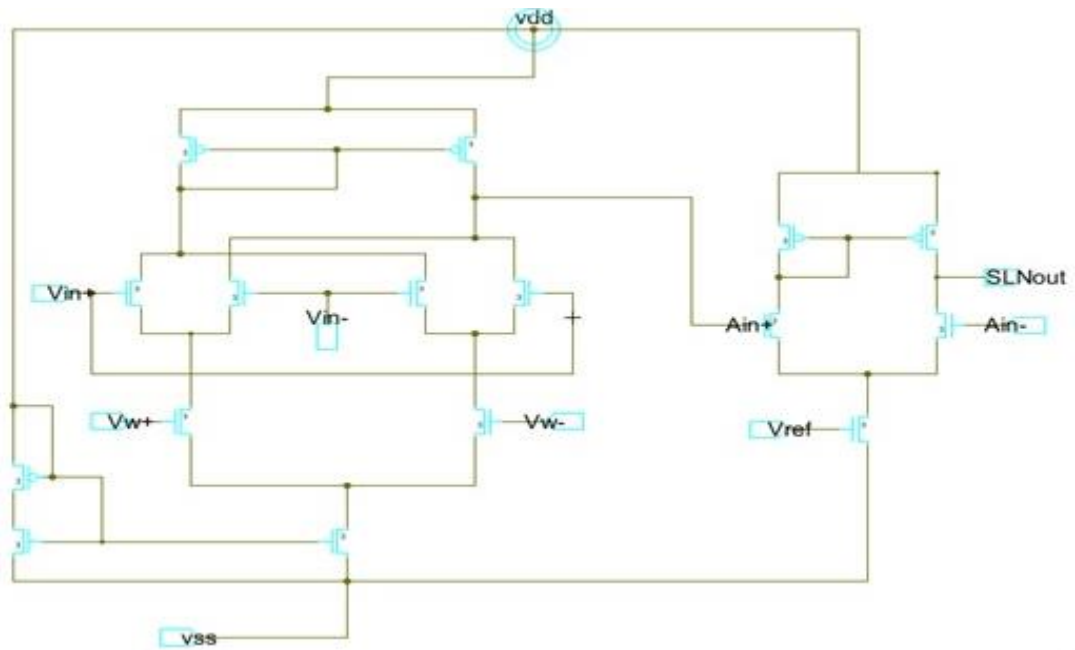 vdd
SLNout
Vin+
Vin-
Ain+
Ain-
Vw+
Vw-
Vref
vss